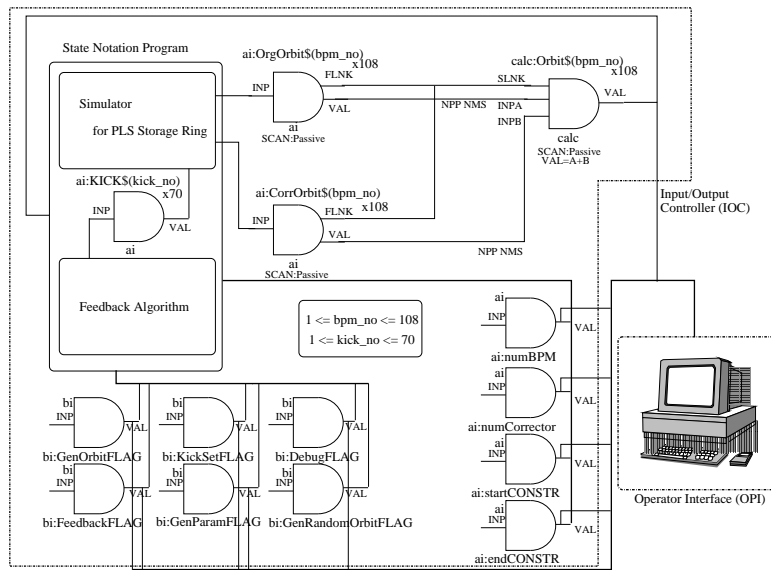 State Notation Program
Simulator
for PLS Storage Ring
ai:KICK$(kick_no)
x70
INP
VAL
ai
Feedback Algorithm
ai:OrgOrbit$(bpm_no)
x108
FLNK
INP
VAL
ai
SCAN:Passive
NPP NMS
calc:Orbit$(bpm_no)
x108
SLNK
VAL
INPA
INPB
calc
SCAN:Passive
VAL=A+B
ai:CorrOrbit$(bpm_no)
x108
FLNK
INP
VAL
ai
SCAN:Passive
NPP NMS
Input/Output
Controller (IOC)
1 <= bpm_no <= 108
1 <= kick_no <= 70
ai
INP
VAL
ai:numBPM
ai
INP
VAL
ai:numCorrector
ai
INP
VAL
ai:startCONSTR
ai
INP
VAL
ai:endCONSTR
bi
INP
VAL
bi:GenOrbitFLAG
bi
INP
VAL
bi:KickSetFLAG
bi
INP
VAL
bi:DebugFLAG
bi
INP
VAL
bi:FeedbackFLAG
bi
INP
VAL
bi:GenParamFLAG
bi
INP
VAL
bi:GenRandomOrbitFLAG
Operator Interface (OPI)